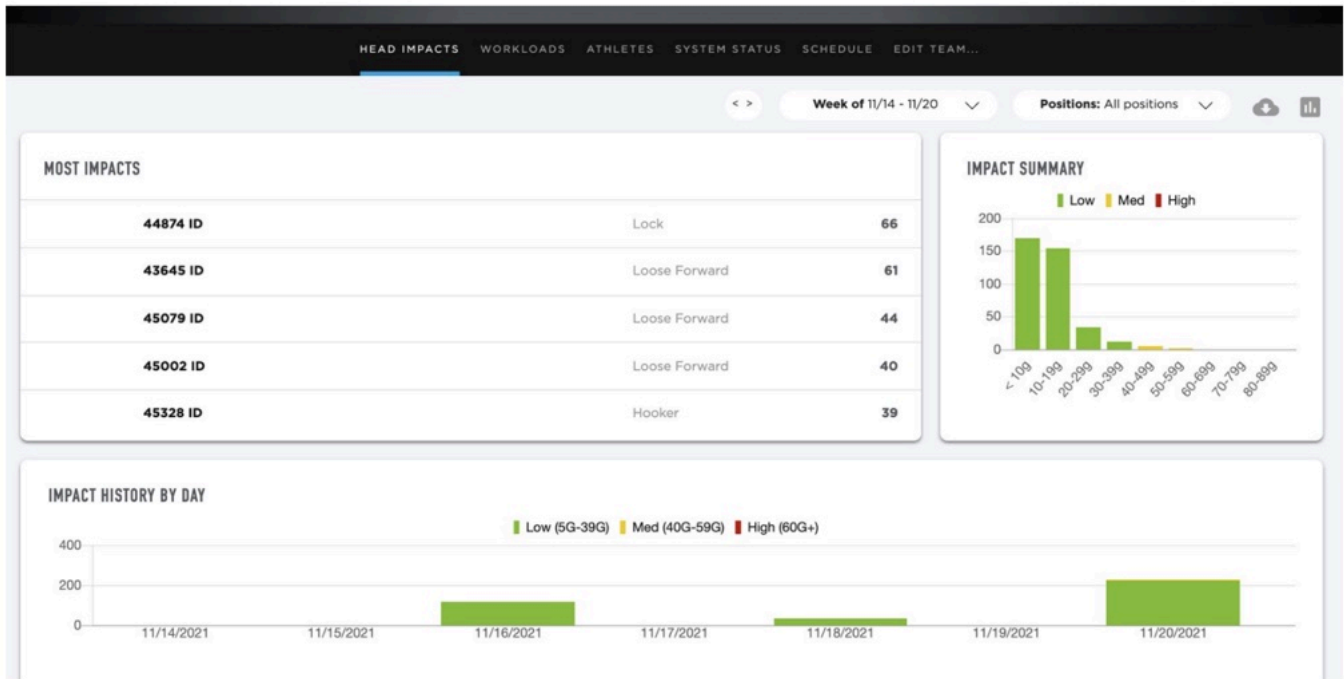 HEAD IMPACTS WORKLOADS ATHLETES SYSTEM STATUS SCHEDULE EDIT TEAM...
< > Week of 11/14 - 11/20 Positions: All positions
MOST IMPACTS
44874 ID Lock 66
43645 ID Loose Forward 61
45079 ID Loose Forward 44
45002 ID Loose Forward 40
45328 ID Hooker 39
IMPACT SUMMARY
Low Med High
200
150
100
50
0
< 10g 10-19g 20-29g 30-39g 40-49g 50-59g 60-69g 70-79g 80-89g
IMPACT HISTORY BY DAY
Low (5G-39G) Med (40G-59G) High (60G+)
400
200
0
11/14/2021 11/15/2021 11/16/2021 11/17/2021 11/18/2021 11/19/2021 11/20/2021